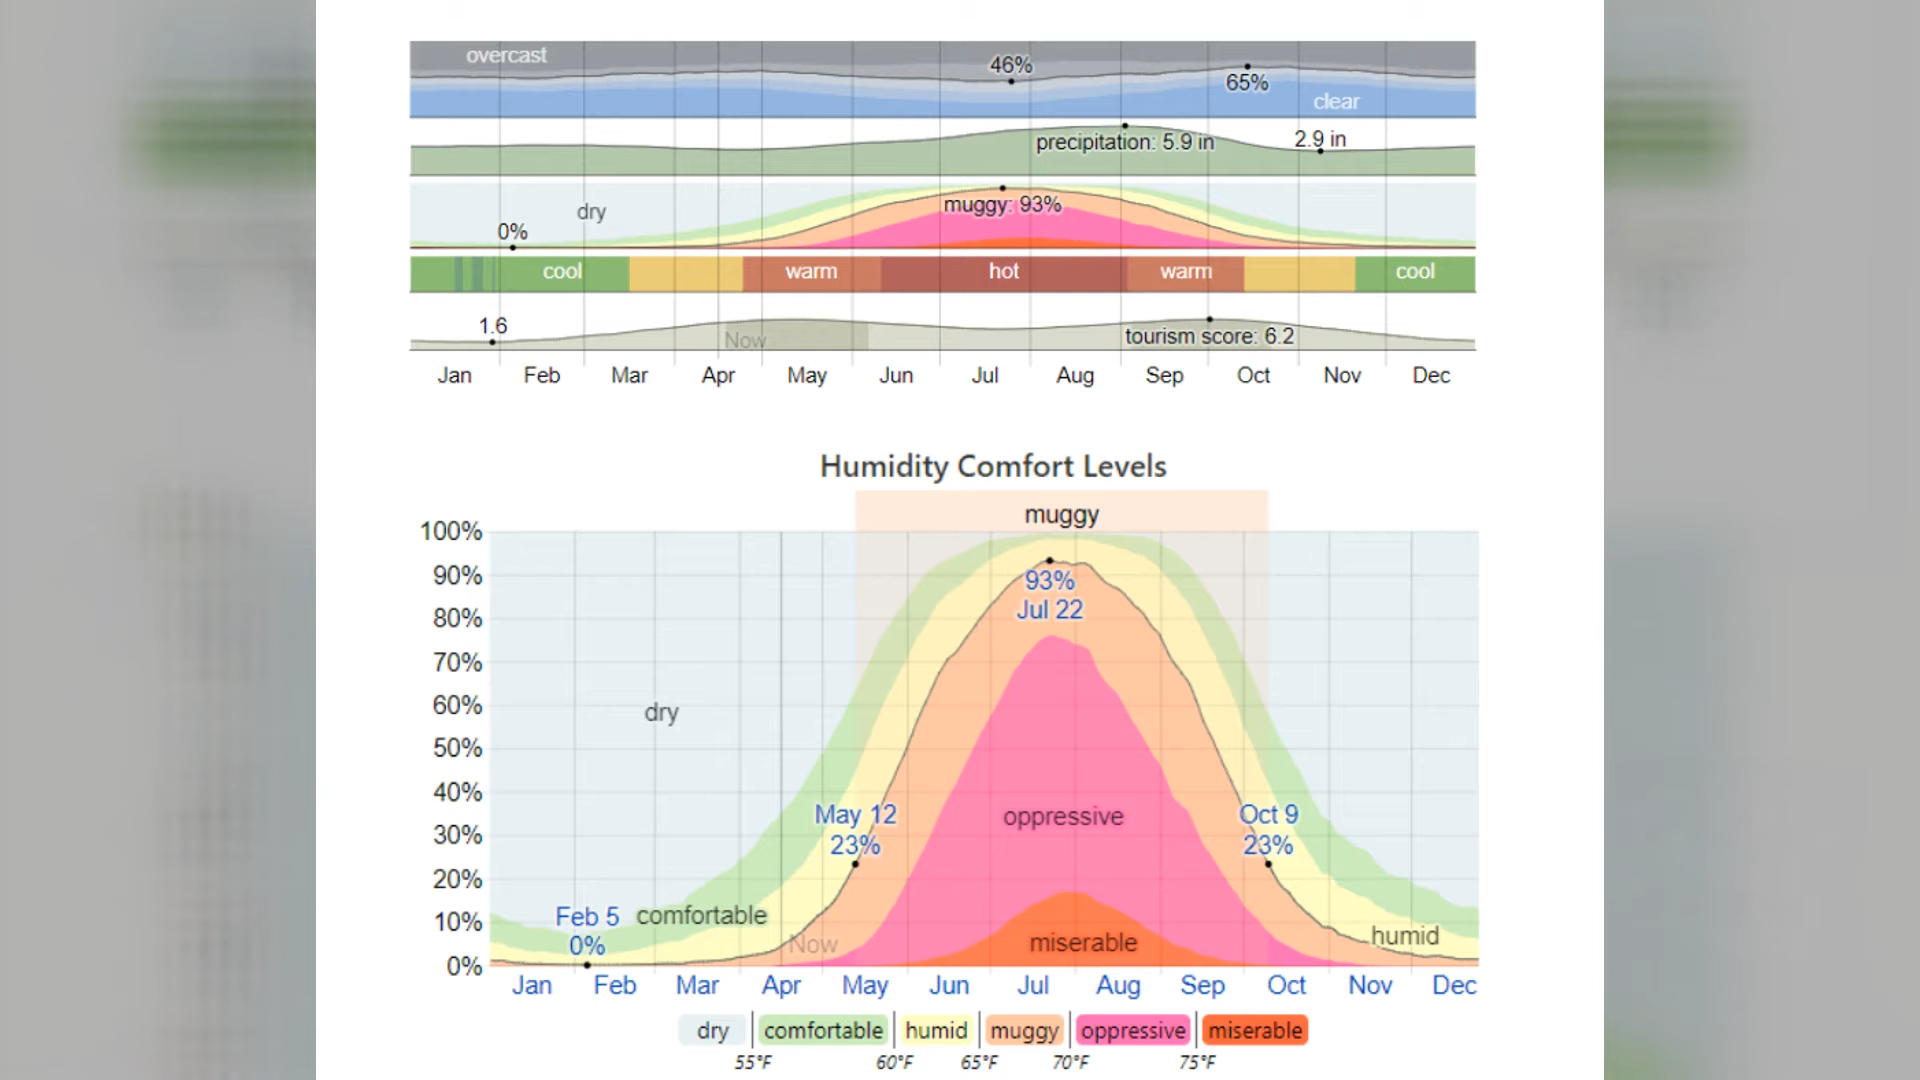 overcast
46%
65%
clear
precipitation: 5.9 in
2.9 in
dry
muggy: 93%
0%
cool warm hot warm cool
1.6
Now
tourism score: 6.2
Jan Feb Mar Apr May Jun Jul Aug Sep Oct Nov Dec
Humidity Comfort Levels
muggy
100%
90%
93%
80%
Jul 22
70%
60%
dry
50%
40%
May 12
oppressive
Oct 9
30%
23%
23%
20%
10%
Feb 5
comfortable
0%
Now
miserable
humid
0%
Jan Feb Mar Apr May Jun Jul Aug Sep Oct Nov Dec
dry comfortable humid muggy oppressive miserable
55°F 60°F 65°F 70°F 75°F